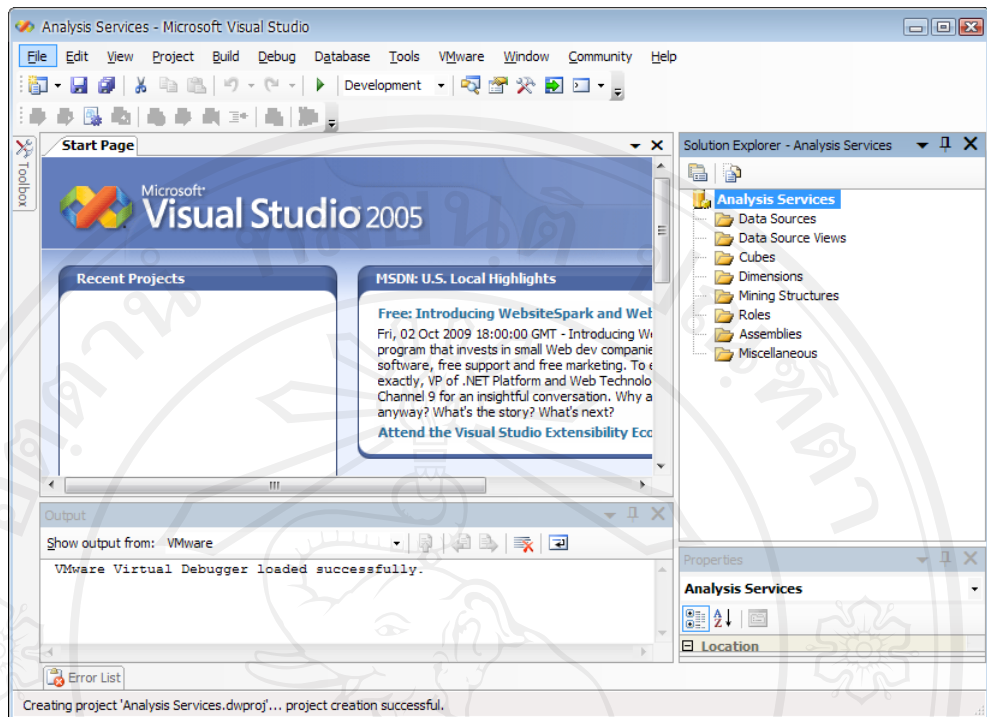 Analysis Services - Microsoft Visual Studio
File Edit View Project Build Debug Database Tools VMware Window Community Help
Development
Toolbox
Start Page
Microsoft
Visual Studio 2005
Recent Projects
MSDN: U.S. Local Highlights
Free: Introducing WebsiteSpark and Wel
Fri, 02 Oct 2009 18:00:00 GMT - Introducing We
program that invests in small Web dev companie
software, free support and free marketing. To e
exactly, VP of .NET Platform and Web Technolo
Channel 9 for an insightful conversation. Why a
anyway? What's the story? What's next?
Attend the Visual Studio Extensibility Eco
Solution Explorer - Analysis Services
Analysis Services
Data Sources
Data Source Views
Cubes
Dimensions
Mining Structures
Roles
Assemblies
Miscellaneous
Output
Show output from: VMware
VMware Virtual Debugger loaded successfully.
Properties
Analysis Services
Location
Error List
Creating project 'Analysis Services.dwproj'... project creation successful.